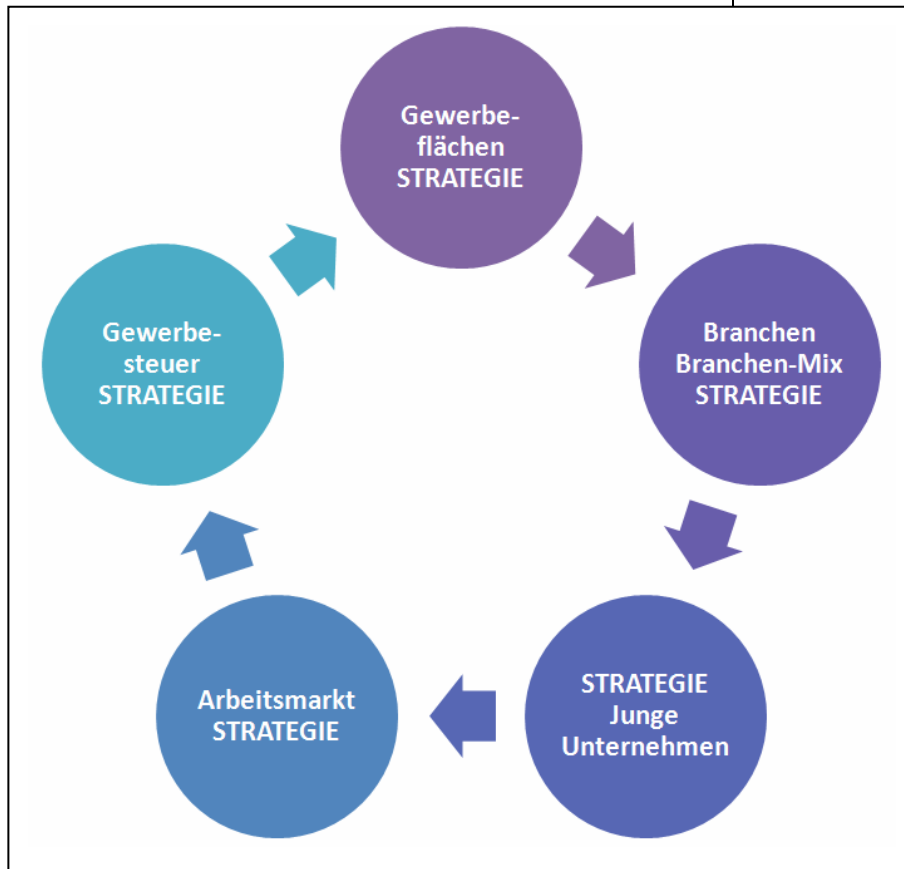 Gewerbe-
flächen
STRATEGIE
Branchen
Branchen-Mix
STRATEGIE
STRATEGIE
Junge
Unternehmen
Arbeitsmarkt
STRATEGIE
Gewerbe-
steuer
STRATEGIE